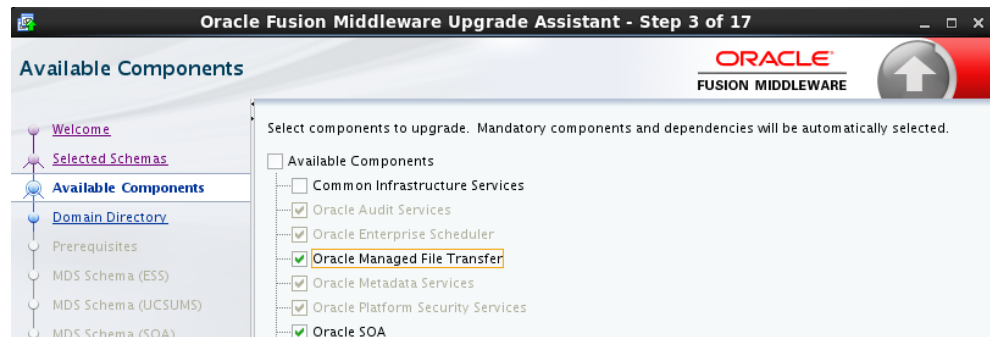 Oracle Fusion Middleware Upgrade Assistant - Step 3 of 17
Available Components
ORACLE
FUSION MIDDLEWARE
Welcome
Selected Schemas
Available Components
Domain Directory
Prerequisites
MDS Schema (ESS)
MDS Schema (UCSUMS)
MDS Schema (SOA)
Select components to upgrade. Mandatory components and dependencies will be automatically selected.
Available Components
Common Infrastructure Services
Oracle Audit Services
Oracle Enterprise Scheduler
Oracle Managed File Transfer
Oracle Metadata Services
Oracle Platform Security Services
Oracle SOA